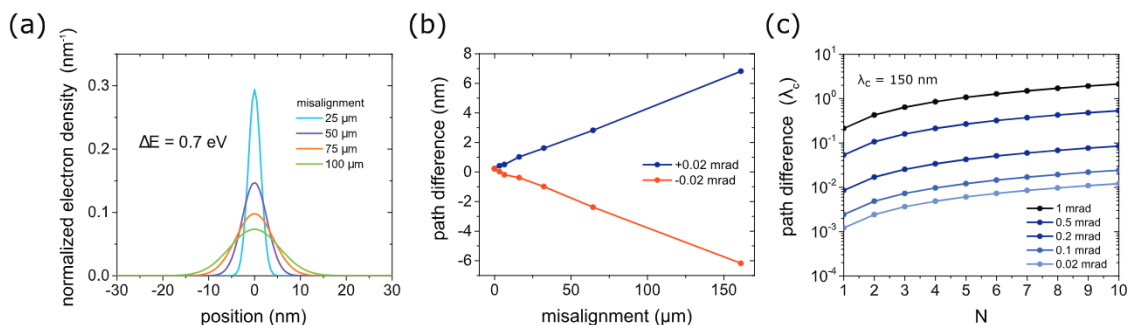 (a)
normalized electron density (nm⁻¹)
0.3
0.2
0.1
0.0
ΔE = 0.7 eV
misalignment
25 µm
50 µm
75 µm
100 µm
-30 -20 -10 0 10 20 30
position (nm)
(b)
path difference (nm)
8
6
4
2
0
-2
-4
-6
+0.02 mrad
-0.02 mrad
0 50 100 150
misalignment (µm)
(c)
path difference (λc)
10¹
10⁰
10⁻¹
10⁻²
10⁻³
10⁻⁴
λc = 150 nm
1 mrad
0.5 mrad
0.2 mrad
0.1 mrad
0.02 mrad
1 2 3 4 5 6 7 8 9 10
N